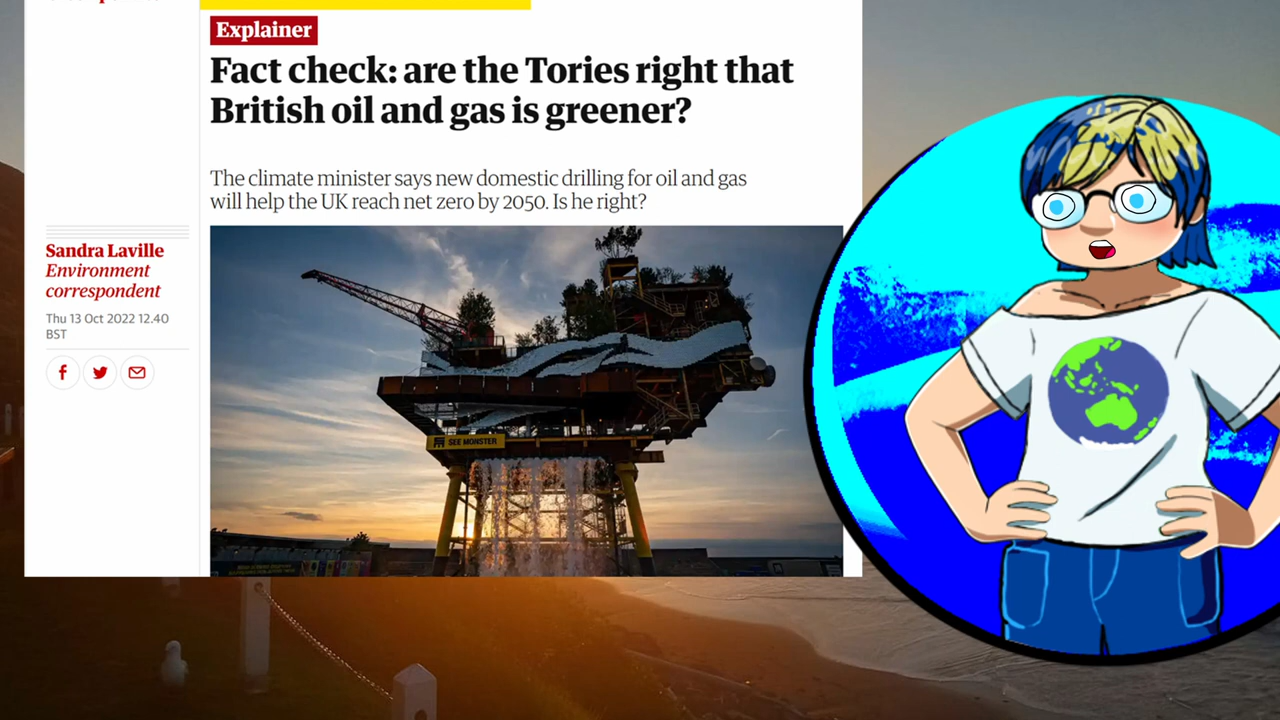 Explainer
Fact check: are the Tories right that
British oil and gas is greener?
The climate minister says new domestic drilling for oil and gas
will help the UK reach net zero by 2050. Is he right?
Sandra Laville
Environment
correspondent
Thu 13 Oct 2022 12.40
BST
SEE MONSTER